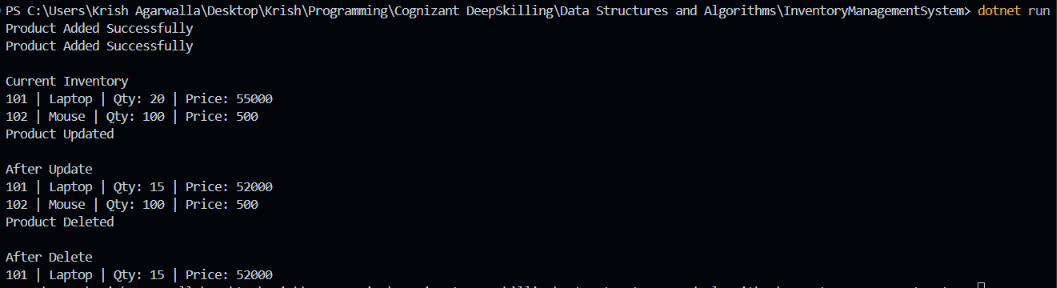 PS C:\Users\Krish Agarwalla\Desktop\Krish\Programming\Cognizant DeepSkilling\Data Structures and Algorithms\InventoryManagementSystem> dotnet run
Product Added Successfully
Product Added Successfully
Current Inventory
101 | Laptop | Qty: 20 | Price: 55000
102 | Mouse | Qty: 100 | Price: 500
Product Updated
After Update
101 | Laptop | Qty: 15 | Price: 52000
102 | Mouse | Qty: 100 | Price: 500
Product Deleted
After Delete
101 | Laptop | Qty: 15 | Price: 52000